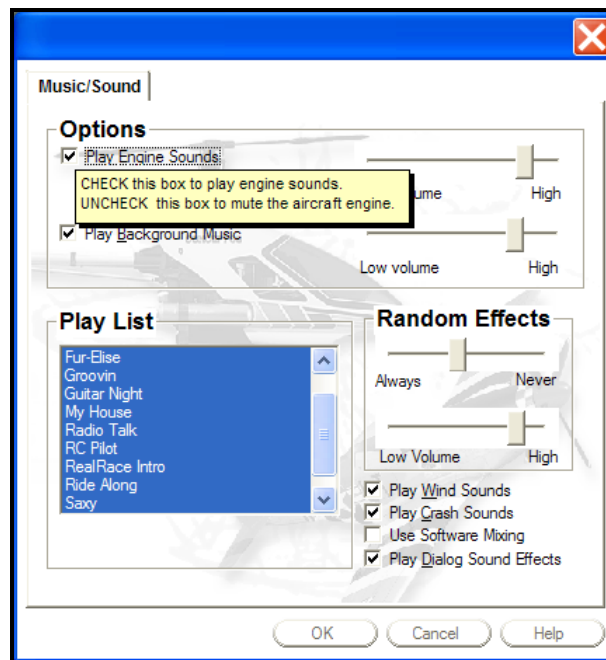 Music/Sound
Options
Play Engine Sounds
CHECK this box to play engine sounds.
UNCHECK this box to mute the aircraft engine.
High
Play Background Music
Low volume High
Play List
Fur-Elise
Groovin
Guitar Night
My House
Radio Talk
RC Pilot
RealRace Intro
Ride Along
Saxy
Random Effects
Always Never
Low Volume High
Play Wind Sounds
Play Crash Sounds
Use Software Mixing
Play Dialog Sound Effects
OK Cancel Help